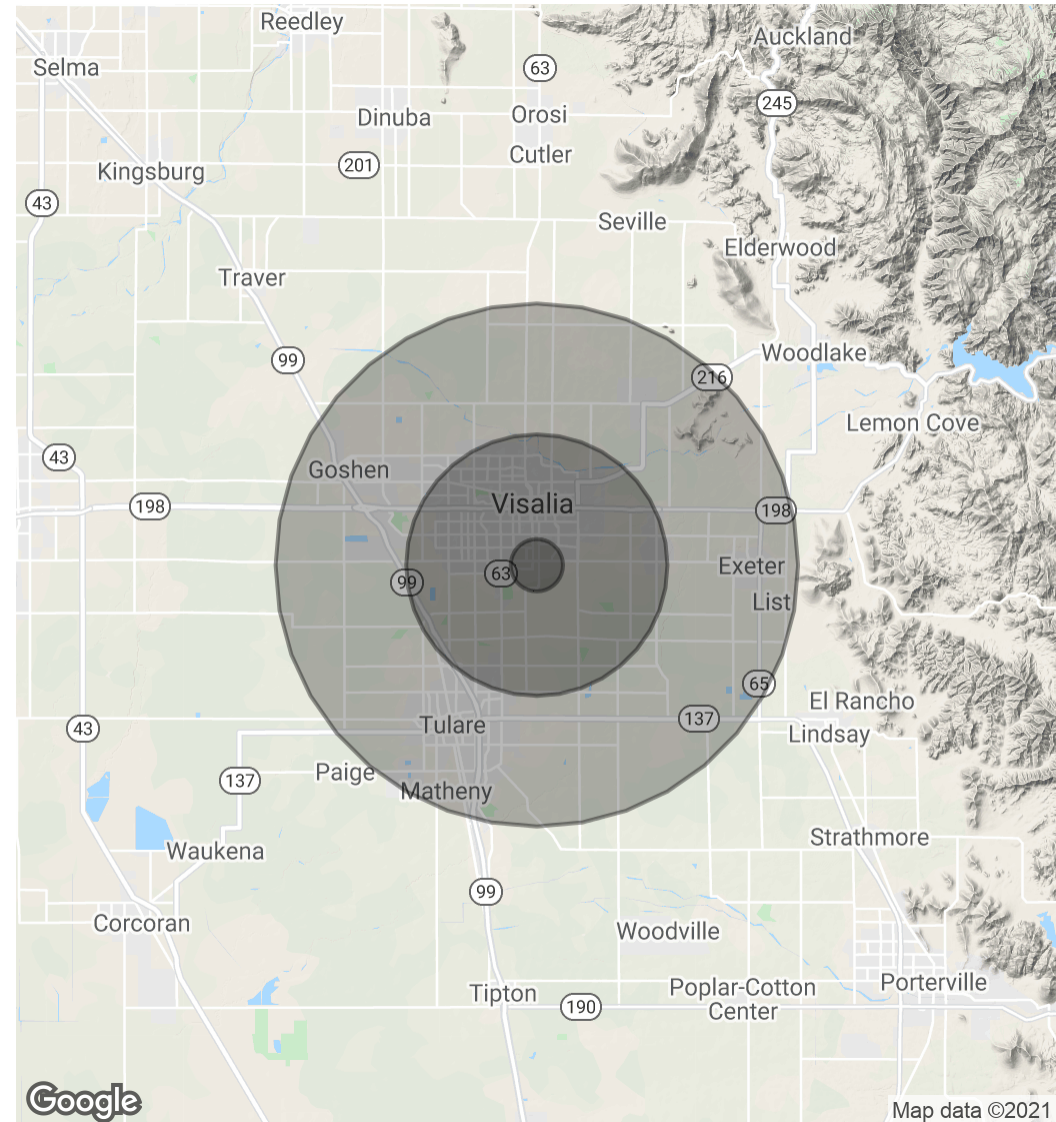 Reedley
Auckland
Selma
63
245
Dinuba
Orosi
Cutler
201
Kingsburg
43
Seville
Elderwood
Traver
99
Woodlake
216
Lemon Cove
43
Goshen
198
Visalia
198
63
99
Exeter
List
65
El Rancho
137
Lindsay
43
Tulare
137
Paige
Matheny
Strathmore
Waukena
99
Corcoran
Woodville
Tipton
190
Poplar-Cotton
Center
Porterville
Google
Map data ©2021